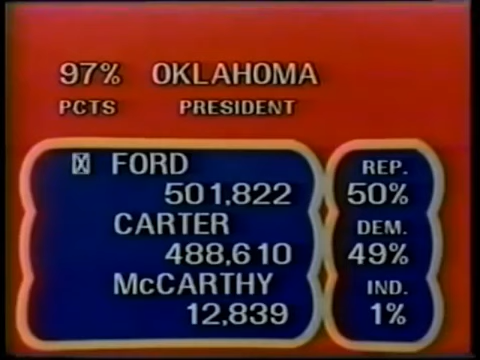 97% OKLAHOMA
PCTS PRESIDENT
☒ FORD REP.
501,822 50%
CARTER DEM.
488,610 49%
McCARTHY IND.
12,839 1%